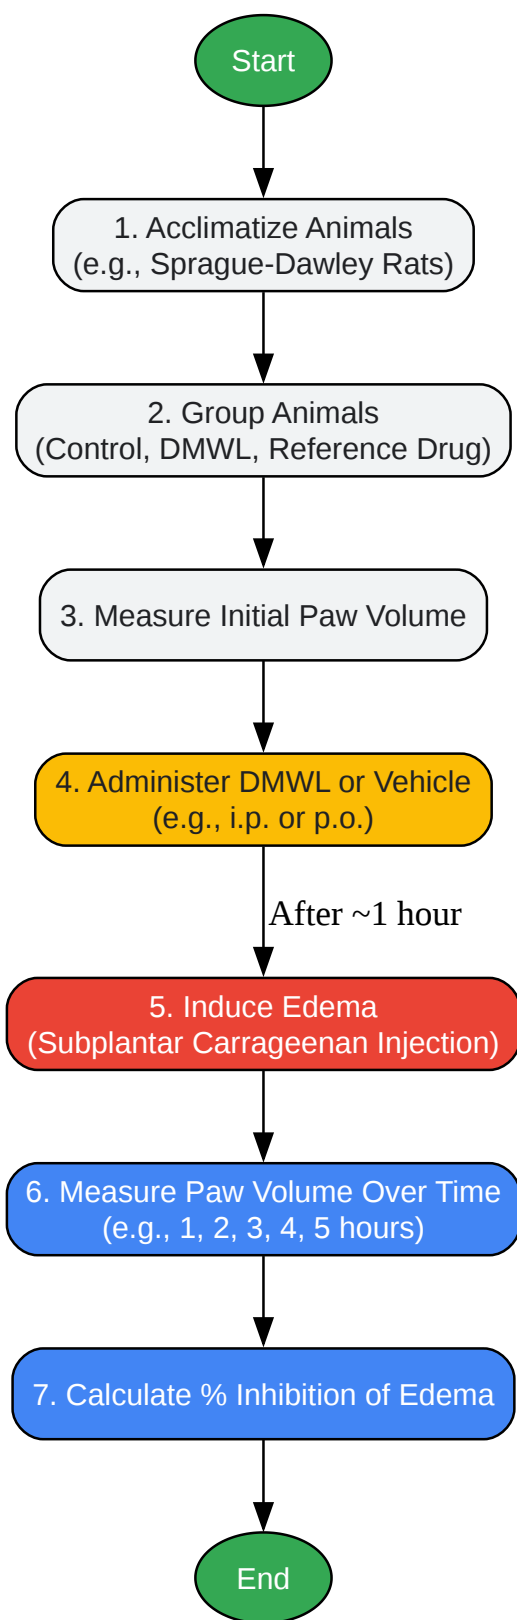 Start
1. Acclimatize Animals
(e.g., Sprague-Dawley Rats)
2. Group Animals
(Control, DMWL, Reference Drug)
3. Measure Initial Paw Volume
4. Administer DMWL or Vehicle
(e.g., i.p. or p.o.)
After ~1 hour
5. Induce Edema
(Subplantar Carrageenan Injection)
6. Measure Paw Volume Over Time
(e.g., 1, 2, 3, 4, 5 hours)
7. Calculate % Inhibition of Edema
End